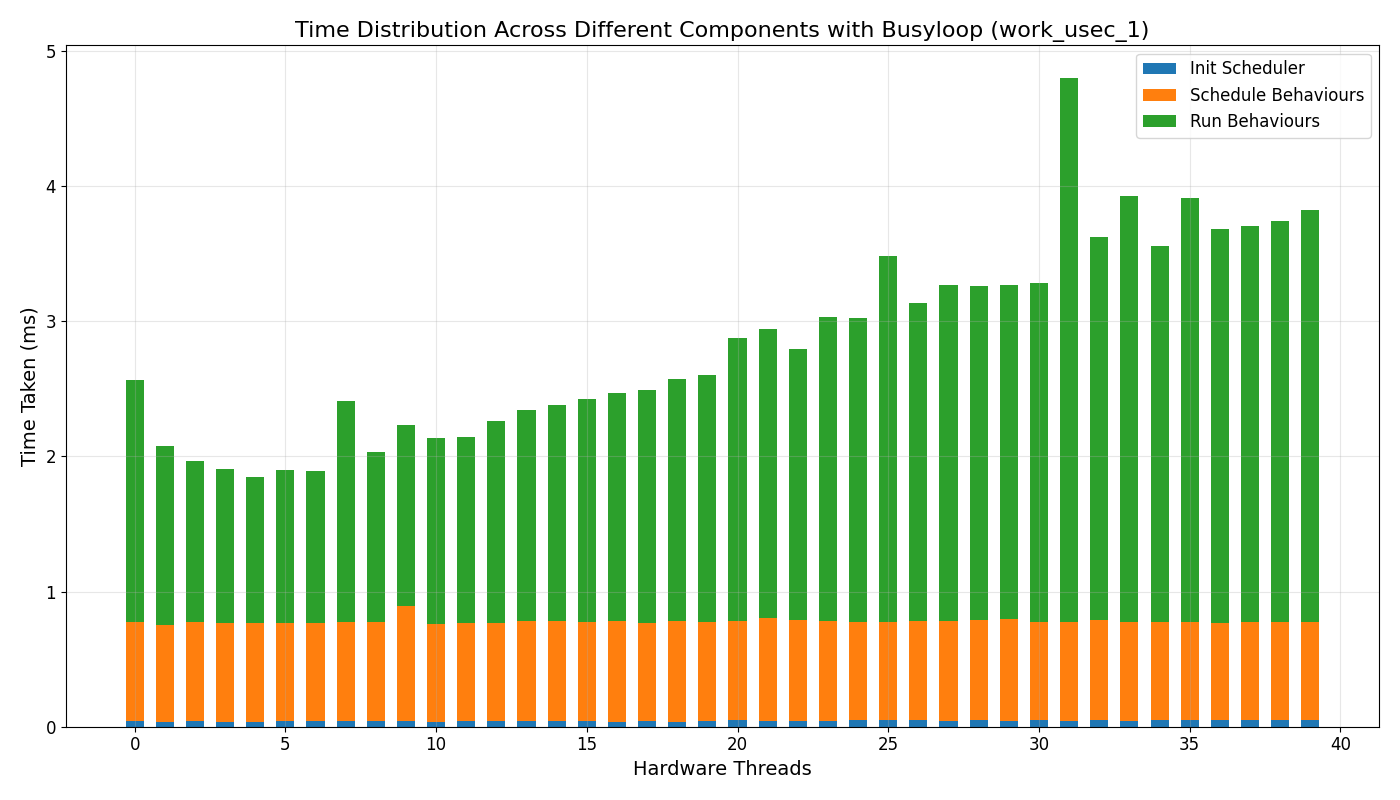 Time Distribution Across Different Components with Busyloop (work_usec_1)
Init Scheduler
Schedule Behaviours
Run Behaviours
Time Taken (ms)
5
4
3
2
1
0
0 5 10 15 20 25 30 35 40
Hardware Threads